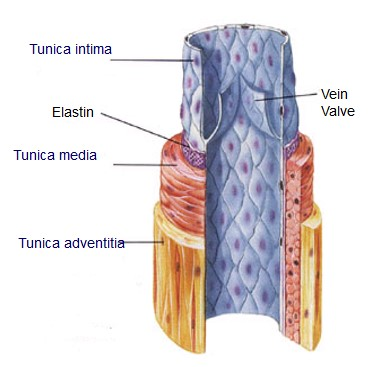 Tunica intima
Vein
Valve
Elastin
Tunica media
Tunica adventitia